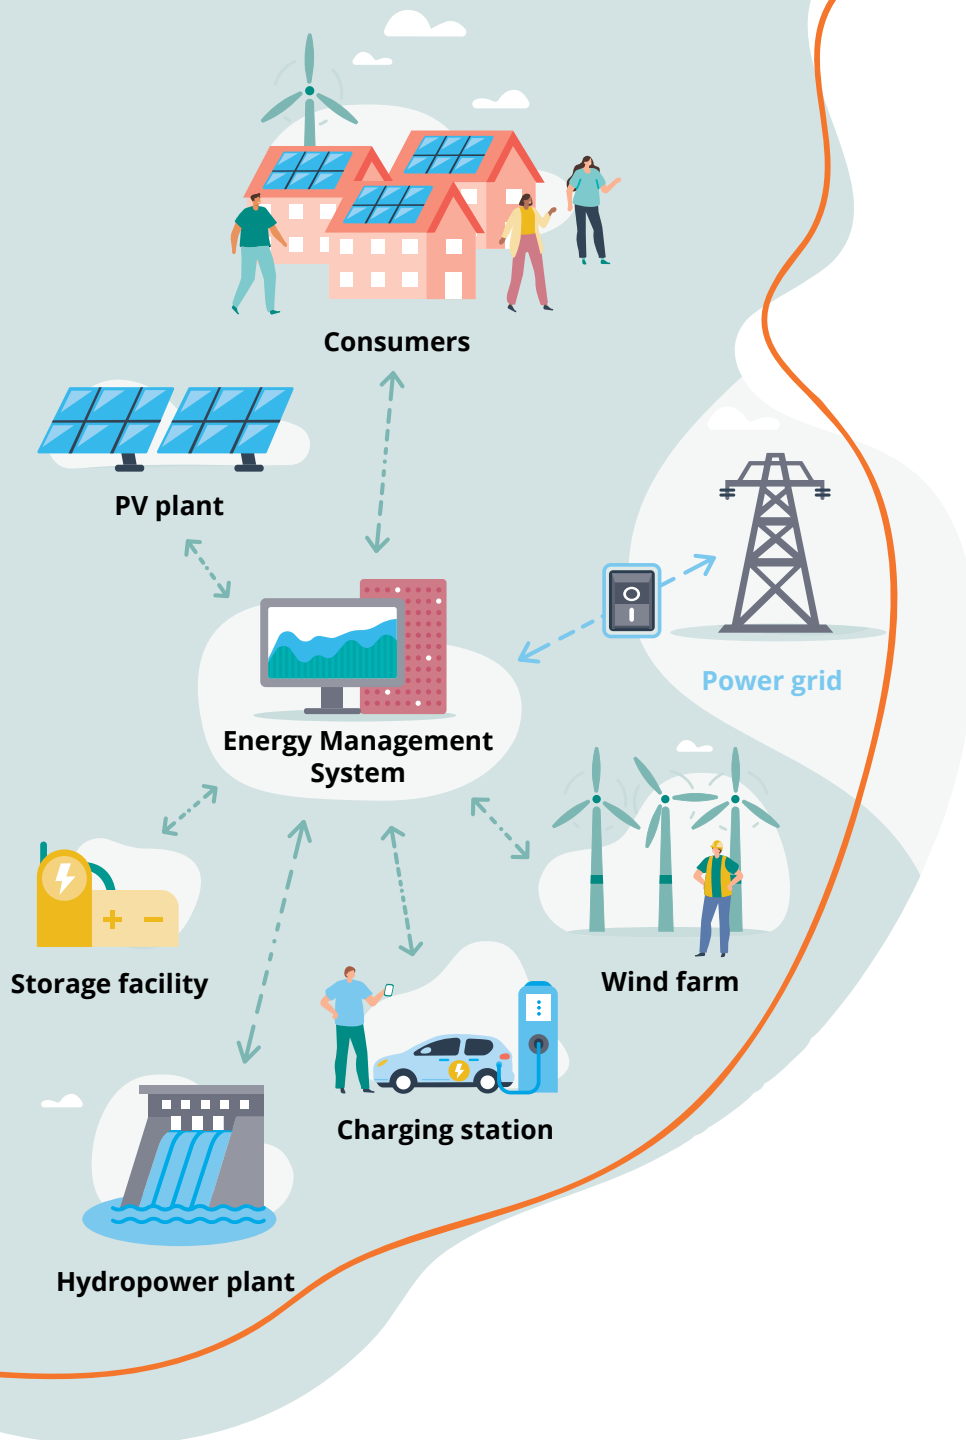 Consumers
PV plant
Power grid
Energy Management
System
Storage facility
Wind farm
Charging station
Hydropower plant